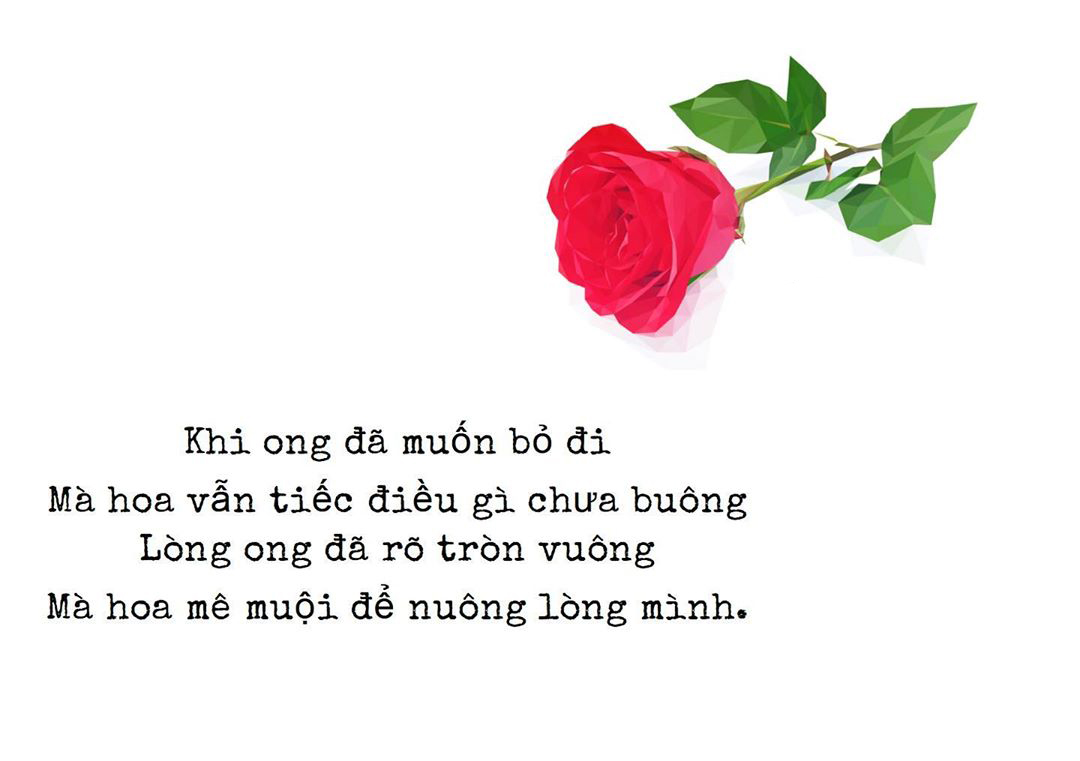 Khi ong đã muốn bỏ đi
Mà hoa vẫn tiếc điều gì chưa buông
Lòng ong đã rõ tròn vuông
Mà hoa mê muội để nuông lòng mình.